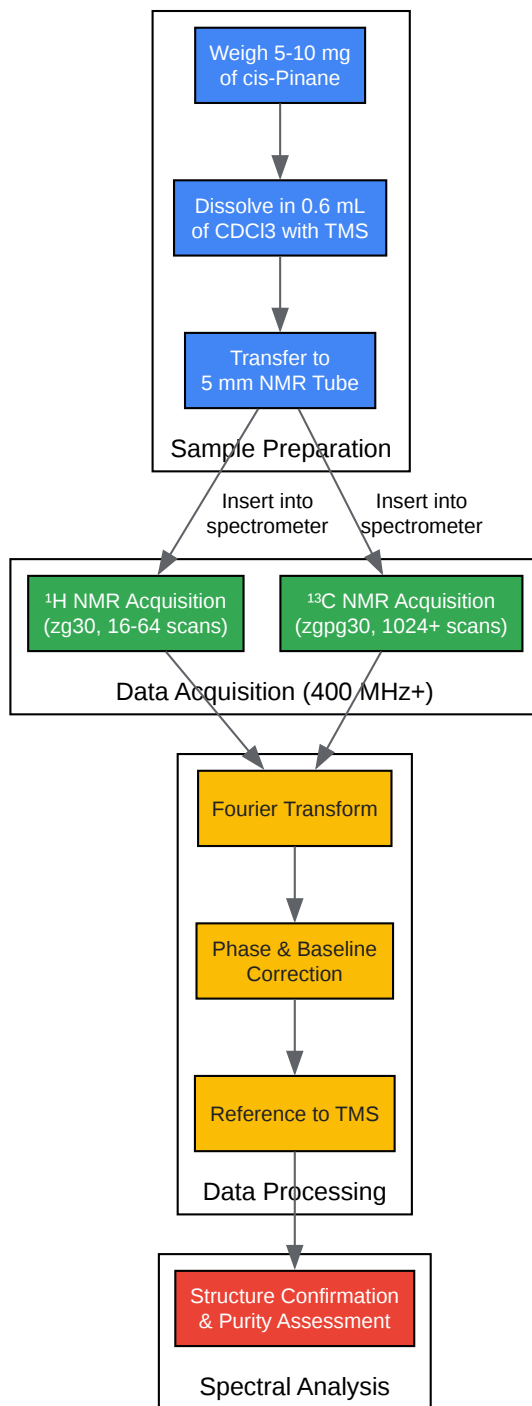 Weigh 5-10 mg
of cis-Pinane
Dissolve in 0.6 mL
of CDCl3 with TMS
Transfer to
5 mm NMR Tube
Sample Preparation
Insert into
spectrometer
Insert into
spectrometer
¹H NMR Acquisition
(zg30, 16-64 scans)
¹³C NMR Acquisition
(zgpg30, 1024+ scans)
Data Acquisition (400 MHz+)
Fourier Transform
Phase & Baseline
Correction
Reference to TMS
Data Processing
Structure Confirmation
& Purity Assessment
Spectral Analysis